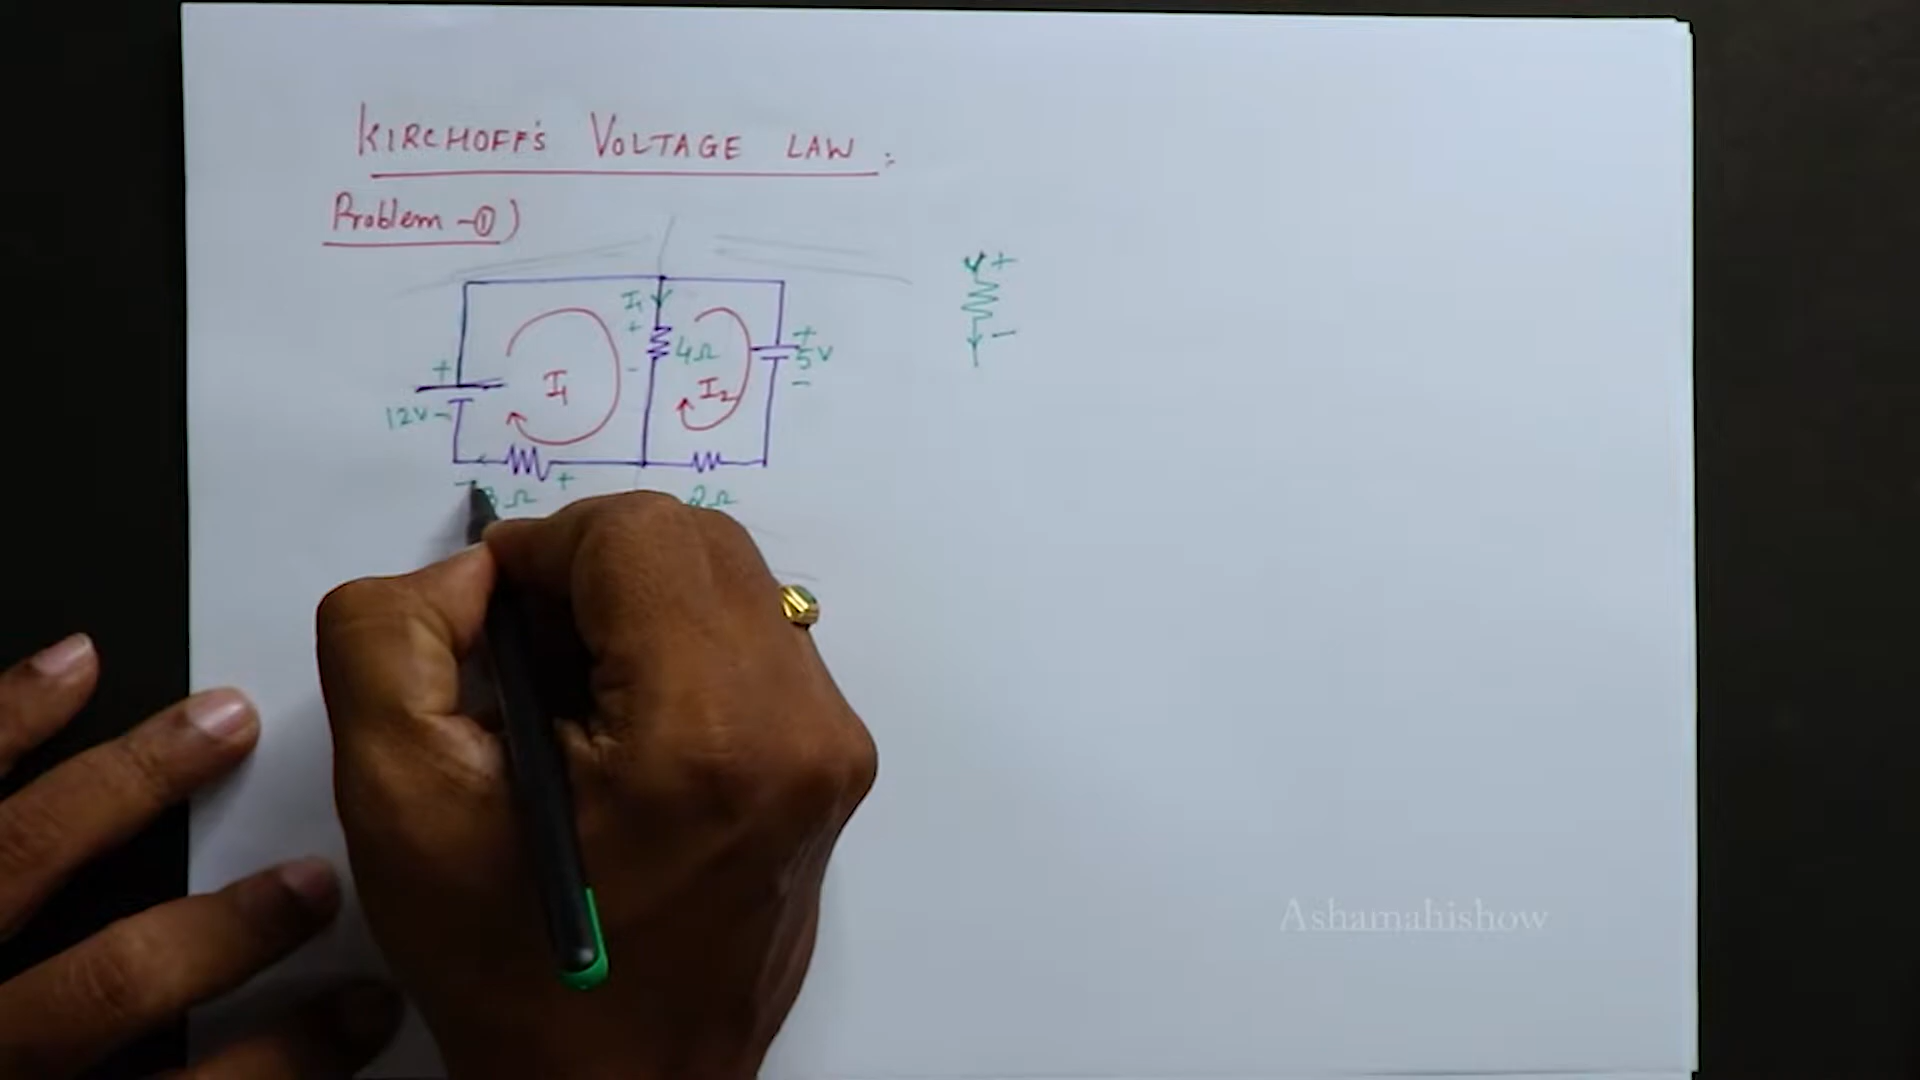 KIRCHOFF'S VOLTAGE LAW :
Problem - ①)
I₁
+
4Ω
-
+
5V
-
+
12V -
I₁
I₂
- 3Ω +
2Ω
+
-
Ashamahishow